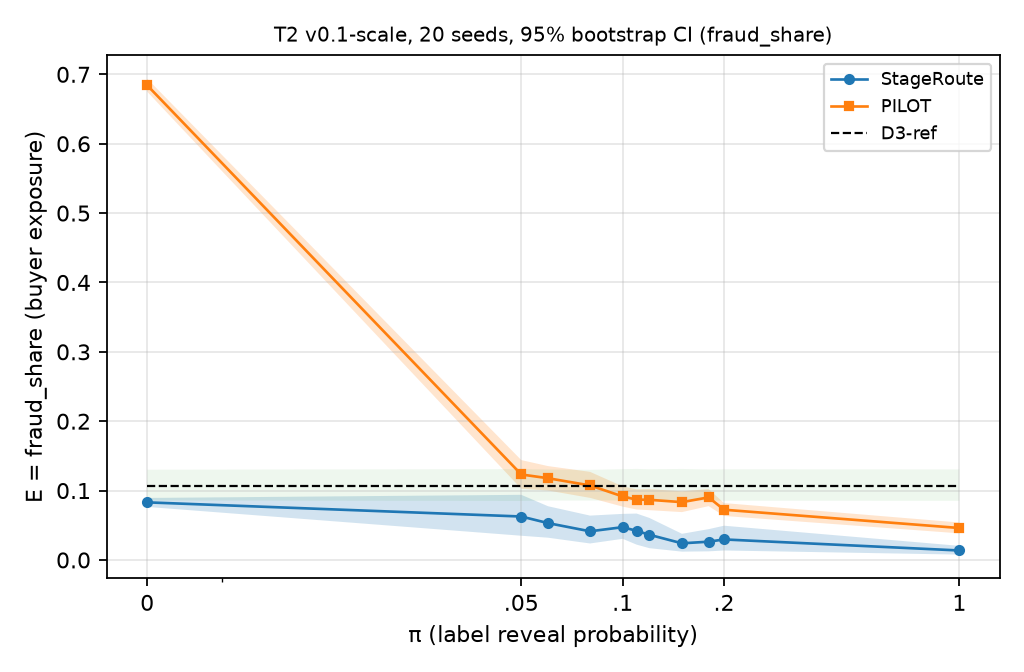 T2 v0.1-scale, 20 seeds, 95% bootstrap CI (fraud_share)
StageRoute
PILOT
D3-ref
E = fraud_share (buyer exposure)
0.7
0.6
0.5
0.4
0.3
0.2
0.1
0.0
0 .05 .1 .2 1
π (label reveal probability)